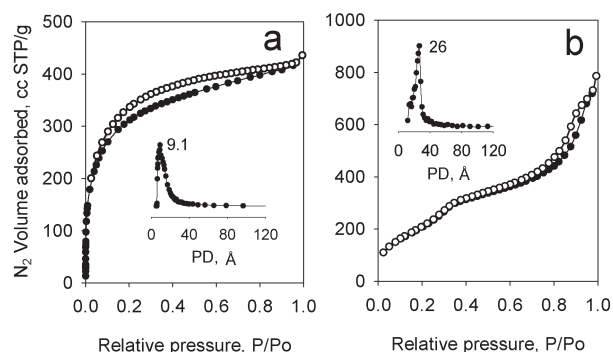 N2 Volume adsorbed, cc STP/g
500
400
300
200
100
0
a
9.1
0 40 80 120
PD, Å
0.0 0.2 0.4 0.6 0.8 1.0
Relative pressure, P/Po
1000
800
600
400
200
0
b
26
0 40 80 120
PD, Å
0.0 0.2 0.4 0.6 0.8 1.0
Relative pressure, P/Po